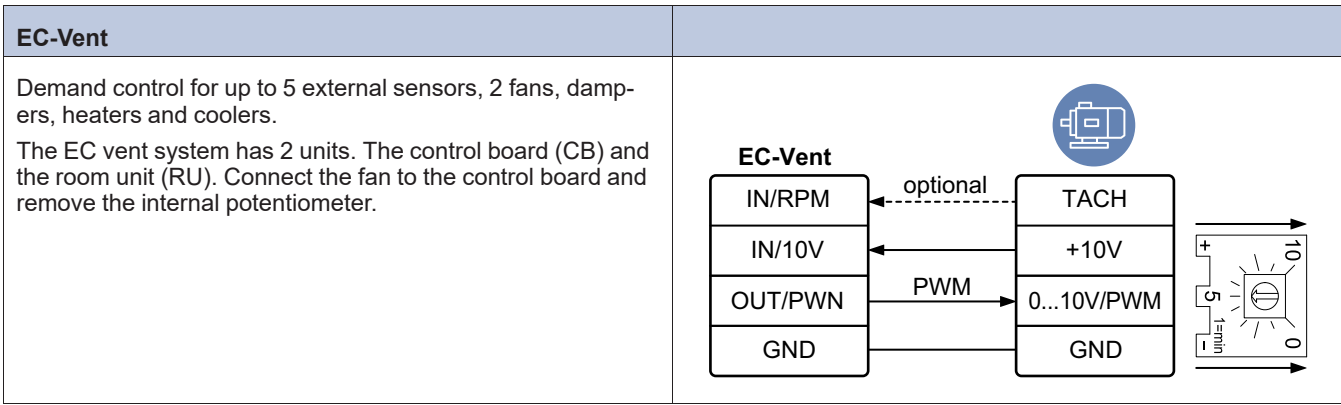 EC-Vent
Demand control for up to 5 external sensors, 2 fans, damp-
ers, heaters and coolers.
The EC vent system has 2 units. The control board (CB) and
the room unit (RU). Connect the fan to the control board and
remove the internal potentiometer.
EC-Vent
IN/RPM
optional
TACH
IN/10V
+10V
OUT/PWN
PWM
0...10V/PWM
GND
GND
+
10
5
1=min
-
0